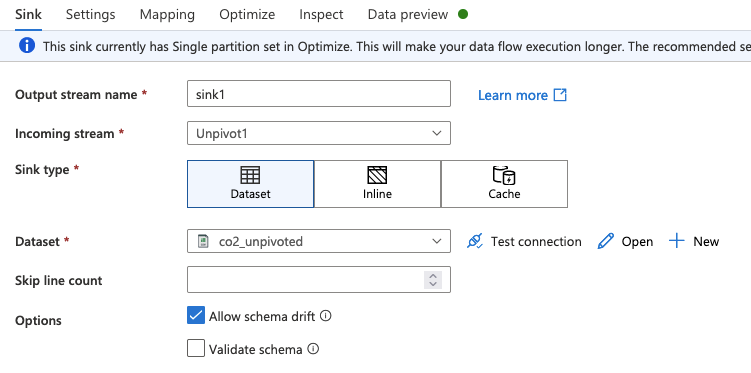 Sink Settings Mapping Optimize Inspect Data preview
This sink currently has Single partition set in Optimize. This will make your data flow execution longer. The recommended se
Output stream name * sink1 Learn more
Incoming stream * Unpivot1
Sink type *
Dataset Inline Cache
Dataset * co2_unpivoted Test connection Open New
Skip line count
Options Allow schema drift
Validate schema